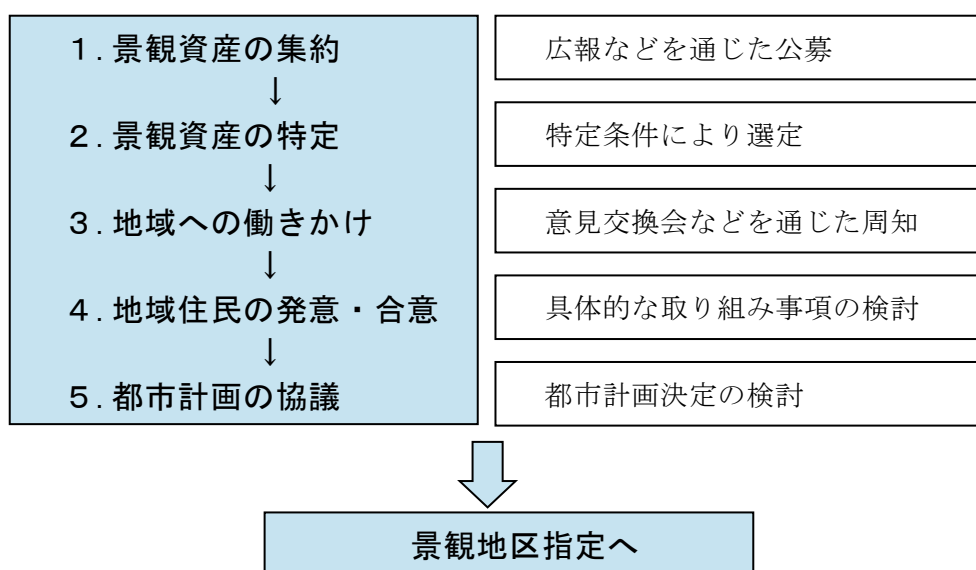 １.景観資産の集約
広報などを通じた公募
↓
２.景観資産の特定
特定条件により選定
↓
３.地域への働きかけ
意見交換会などを通じた周知
↓
４.地域住民の発意・合意
具体的な取り組み事項の検討
↓
５.都市計画の協議
都市計画決定の検討
景観地区指定へ